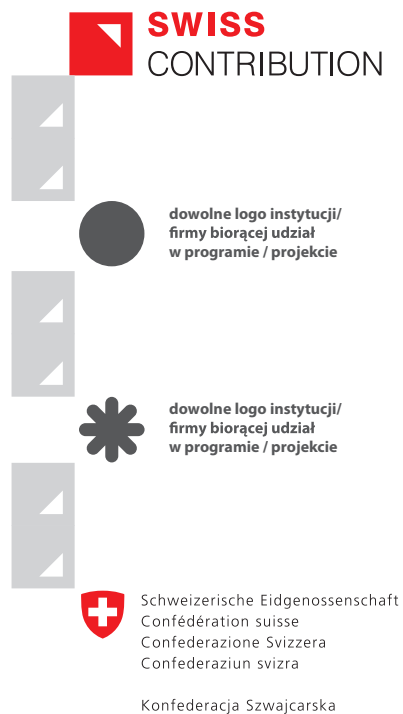 SWISS
CONTRIBUTION
dowolne logo instytucji/
firmy biorącej udział
w programie / projekcie
dowolne logo instytucji/
firmy biorącej udział
w programie / projekcie
Schweizerische Eidgenossenschaft
Confédération suisse
Confederazione Svizzera
Confederaziun svizra
Konfederacja Szwajcarska